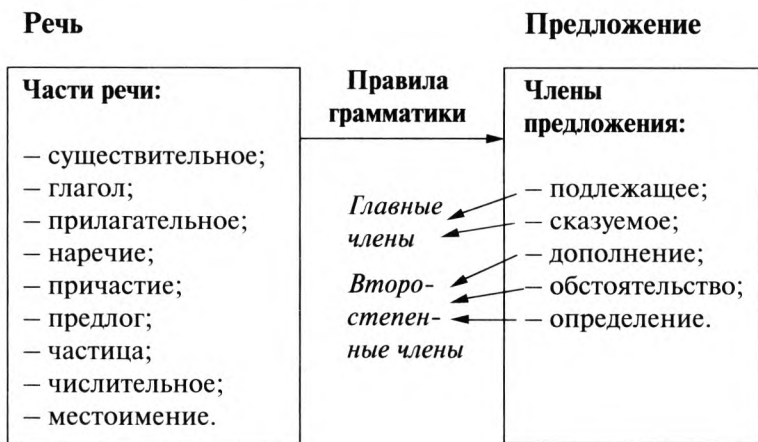 Речь
Части речи:
– существительное;
– глагол;
– прилагательное;
– наречие;
– причастие;
– предлог;
– частица;
– числительное;
– местоимение.
Правила
грамматики
Главные
члены
Второ-
степен-
ные члены
Предложение
Члены
предложения:
– подлежащее;
– сказуемое;
– дополнение;
– обстоятельство;
– определение.